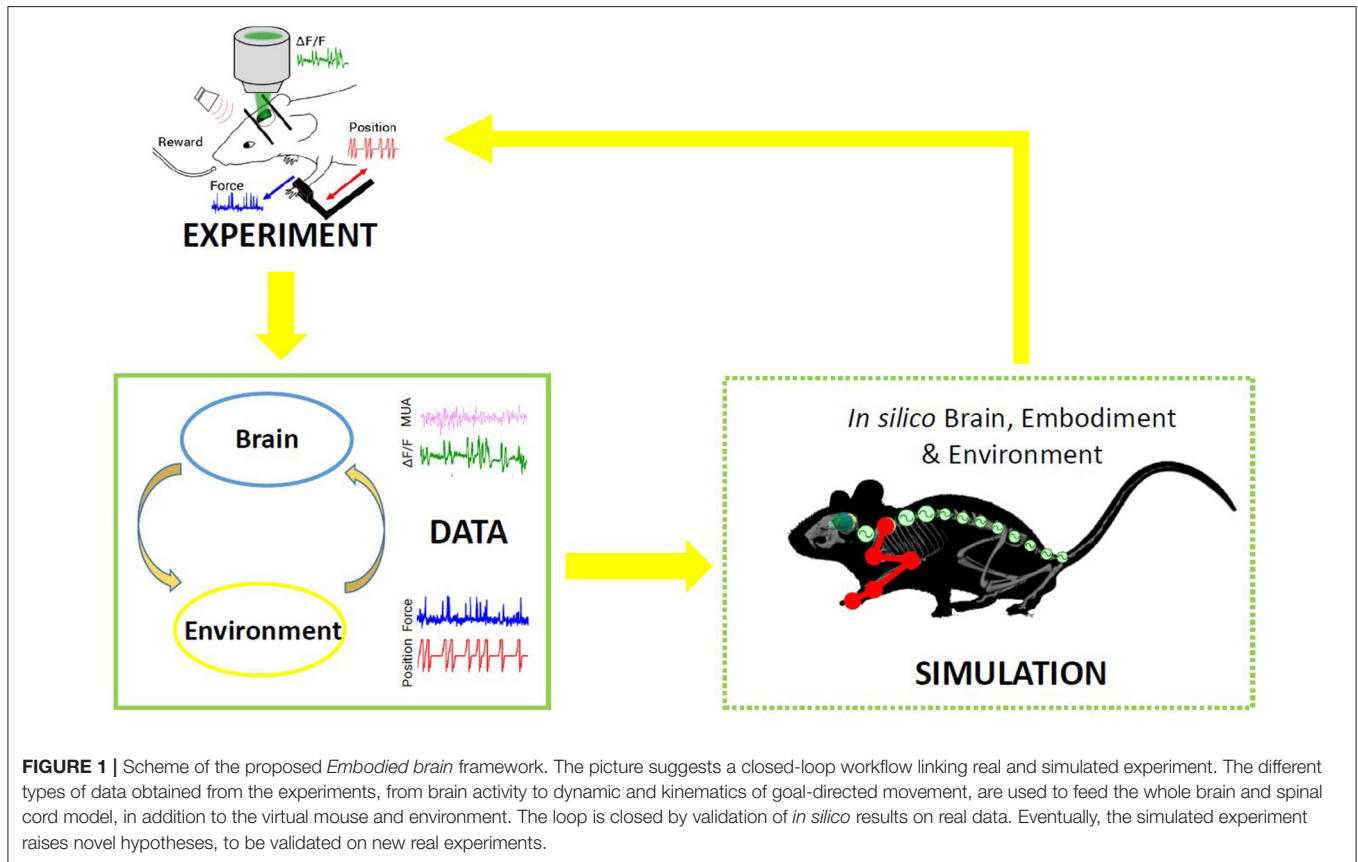 ΔF/F
Position
Reward
Force
EXPERIMENT
Brain
Environment
MUA
ΔF/F
DATA
Force
Position
In silico Brain, Embodiment
& Environment
SIMULATION
FIGURE 1 | Scheme of the proposed Embodied brain framework. The picture suggests a closed-loop workflow linking real and simulated experiment. The different
types of data obtained from the experiments, from brain activity to dynamic and kinematics of goal-directed movement, are used to feed the whole brain and spinal
cord model, in addition to the virtual mouse and environment. The loop is closed by validation of in silico results on real data. Eventually, the simulated experiment
raises novel hypotheses, to be validated on new real experiments.